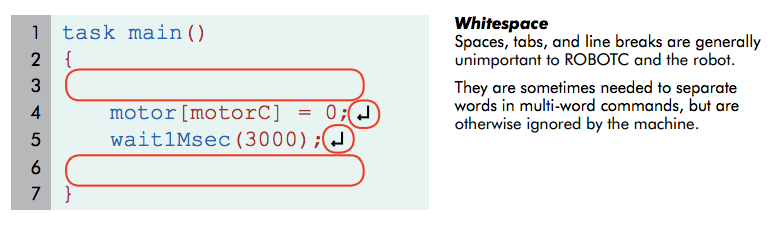 1 task main()
2 {
3
4 motor[motorC] = 0;↲
5 wait1Msec(3000);↲
6
7 }
Whitespace
Spaces, tabs, and line breaks are generally
unimportant to ROBOTC and the robot.
They are sometimes needed to separate
words in multi-word commands, but are
otherwise ignored by the machine.